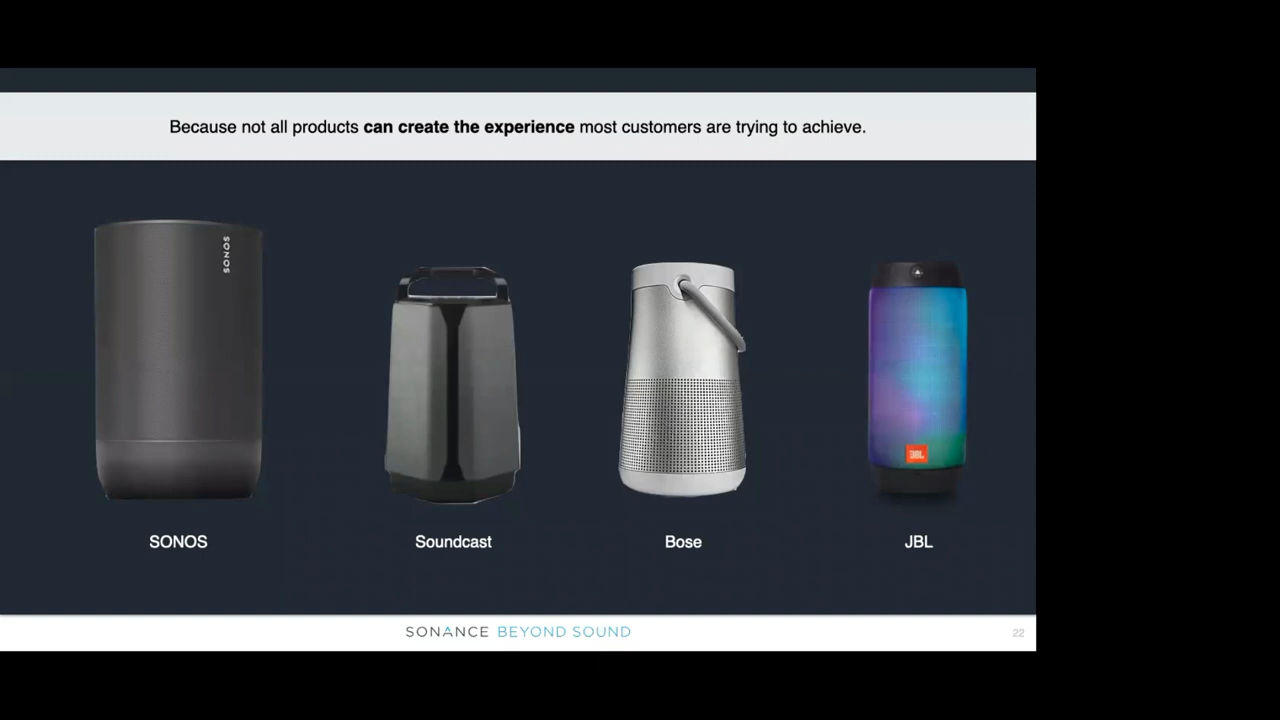 Because not all products can create the experience most customers are trying to achieve.
SONOS
JBL
SONOS
Soundcast
Bose
JBL
SONANCE BEYOND SOUND
22